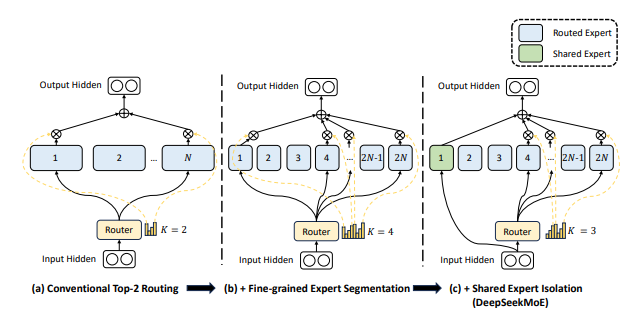 Routed Expert
Shared Expert
Output Hidden
1
2
...
N
Router
K = 2
Input Hidden
(a) Conventional Top-2 Routing
Output Hidden
1
2
3
4
...
2N-1
2N
Router
K = 4
Input Hidden
(b) + Fine-grained Expert Segmentation
Output Hidden
1
2
3
4
...
2N-1
2N
Router
K = 3
Input Hidden
(c) + Shared Expert Isolation
(DeepSeekMoE)